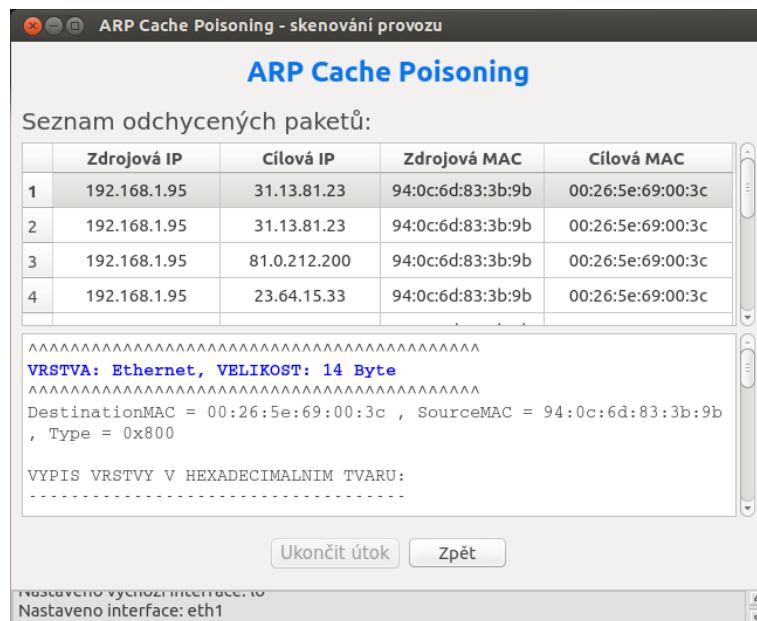 ARP Cache Poisoning - skenování provozu
ARP Cache Poisoning
Seznam odchycených paketů:
Zdrojová IP Cílová IP Zdrojová MAC Cílová MAC
1 192.168.1.95 31.13.81.23 94:0c:6d:83:3b:9b 00:26:5e:69:00:3c
2 192.168.1.95 31.13.81.23 94:0c:6d:83:3b:9b 00:26:5e:69:00:3c
3 192.168.1.95 81.0.212.200 94:0c:6d:83:3b:9b 00:26:5e:69:00:3c
4 192.168.1.95 23.64.15.33 94:0c:6d:83:3b:9b 00:26:5e:69:00:3c
^^^^^^^^^^^^^^^^^^^^^^^^^^^^^^^^^^^^^^^^^^^
VRSTVA: Ethernet, VELIKOST: 14 Byte
^^^^^^^^^^^^^^^^^^^^^^^^^^^^^^^^^^^^^^^^^^^
DestinationMAC = 00:26:5e:69:00:3c , SourceMAC = 94:0c:6d:83:3b:9b
, Type = 0x800
VYPIS VRSTVY V HEXADECIMALNIM TVARU:
------------------------------------
Ukončit útok Zpět
Nastaveno výchozí interface: lo
Nastaveno interface: eth1